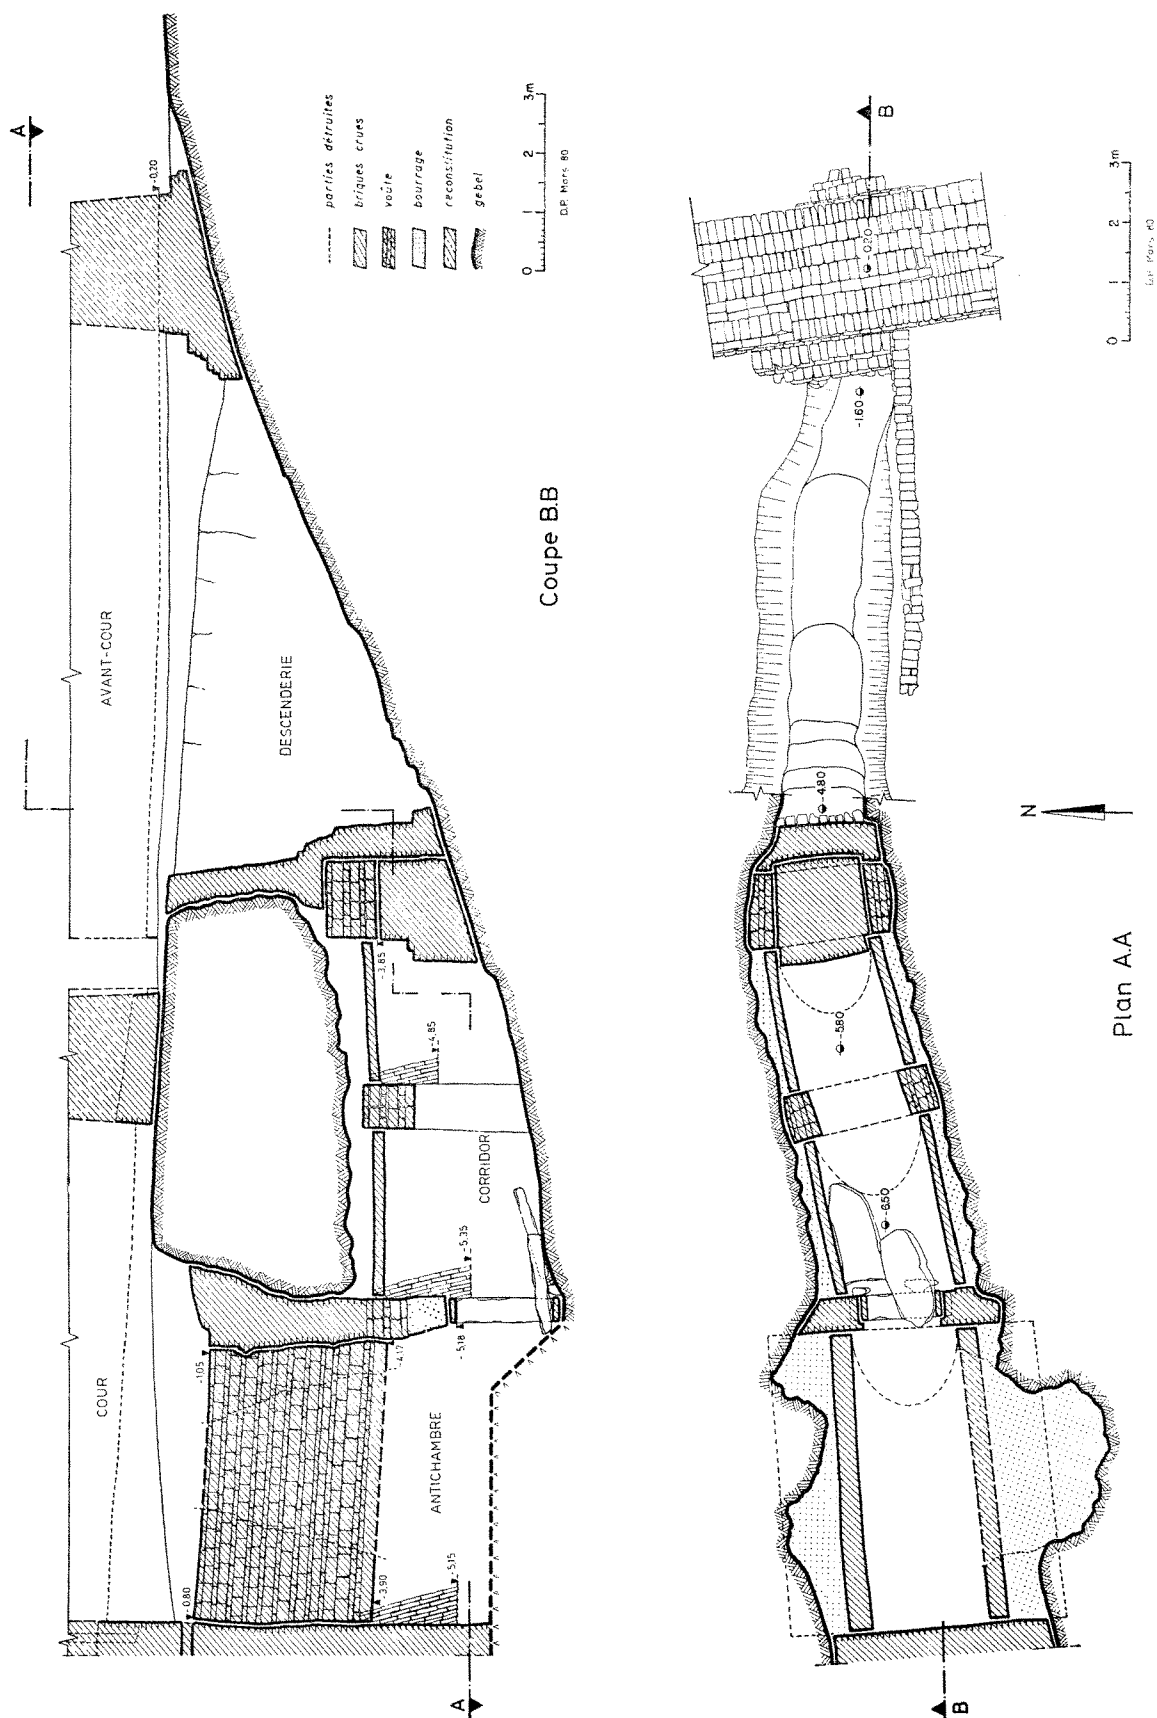 A
-0,20
AVANT-COUR
DESCENDERIE
COUR
-3,85
-4,85
CORRIDOR
-5,35
-1,05
-4,17
-5,18
0,80
ANTICHAMBRE
-3,90
-5,15
A
parties détruites
briques crues
voûte
bourrage
reconstitution
gebel
0 1 2 3m
D.P. Mars 80
Coupe B.B
B
-0,20
-1,60
-4,80
-5,80
-6,50
B
N
0 1 2 3m
D.P. Mars 80
Plan A.A